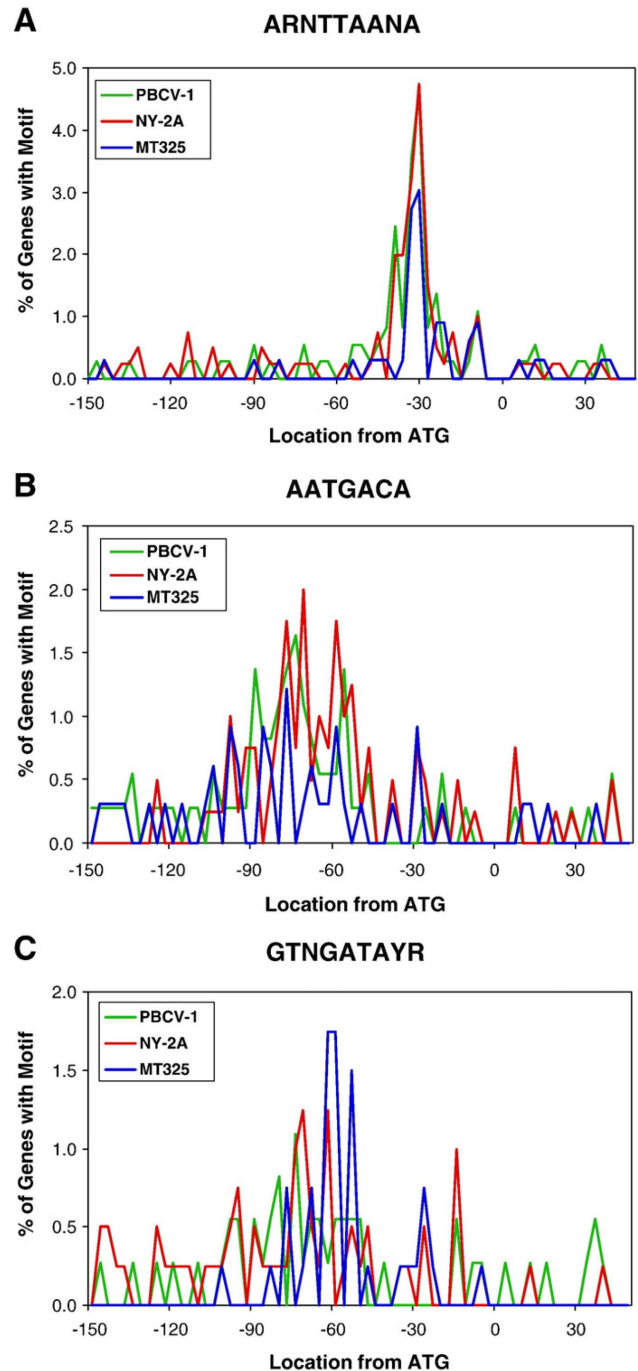 A
ARNTTAANA
% of Genes with Motif
5.0
4.0
3.0
2.0
1.0
0.0
PBCV-1
NY-2A
MT325
-150 -120 -90 -60 -30 0 30
Location from ATG
B
AATGACA
% of Genes with Motif
2.5
2.0
1.5
1.0
0.5
0.0
PBCV-1
NY-2A
MT325
-150 -120 -90 -60 -30 0 30
Location from ATG
C
GTNGATAYR
% of Genes with Motif
2.0
1.5
1.0
0.5
0.0
PBCV-1
NY-2A
MT325
-150 -120 -90 -60 -30 0 30
Location from ATG